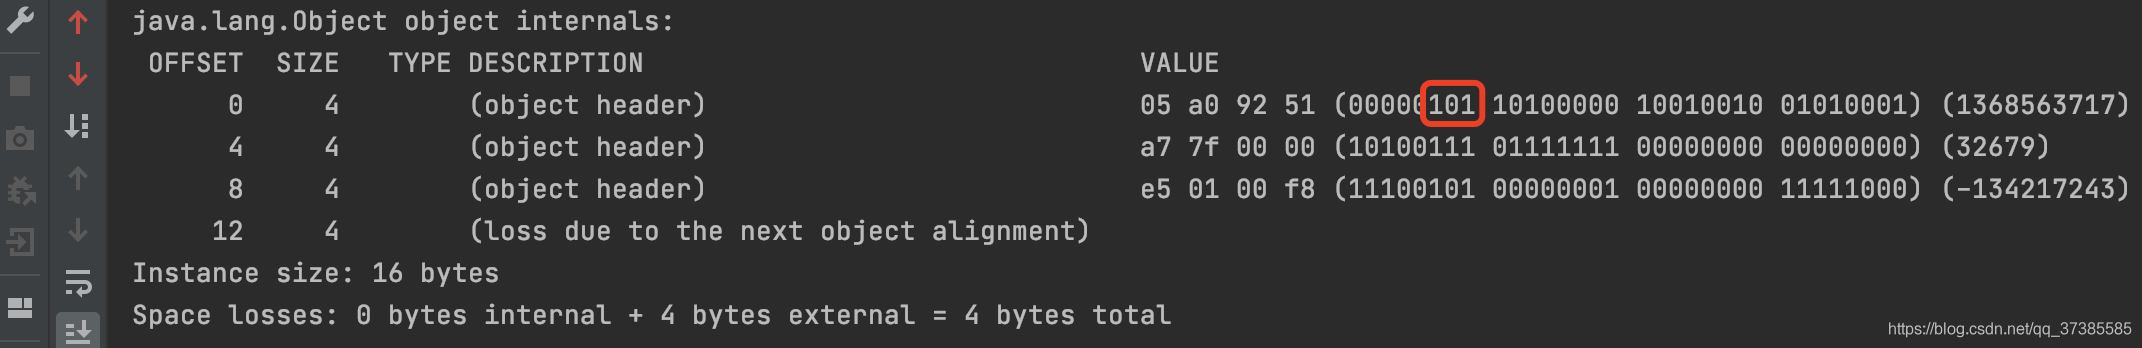 java.lang.Object object internals:
OFFSET  SIZE   TYPE DESCRIPTION                               VALUE
0     4        (object header)                           05 a0 92 51 (00000101 10100000 10010010 01010001) (1368563717)
4     4        (object header)                           a7 7f 00 00 (10100111 01111111 00000000 00000000) (32679)
8     4        (object header)                           e5 01 00 f8 (11100101 00000001 00000000 11111000) (-134217243)
12     4        (loss due to the next object alignment)
Instance size: 16 bytes
Space losses: 0 bytes internal + 4 bytes external = 4 bytes total
https://blog.csdn.net/qq_37385585